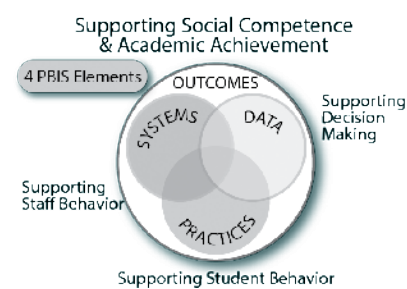 Supporting Social Competence
& Academic Achievement
4 PBIS Elements
OUTCOMES
SYSTEMS
DATA
Supporting
Decision
Making
Supporting
Staff Behavior
PRACTICES
Supporting Student Behavior